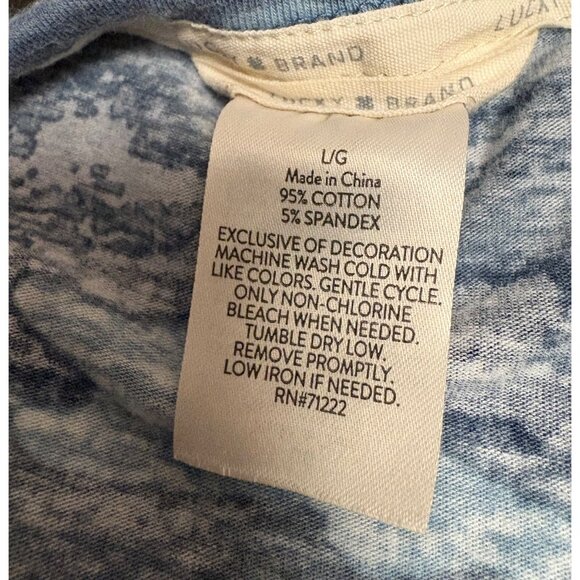 KY ⌘ BRAND
LUCKY ⌘ BRAND
LUCKY
L/G
Made in China
95% COTTON
5% SPANDEX
EXCLUSIVE OF DECORATION
MACHINE WASH COLD WITH
LIKE COLORS. GENTLE CYCLE.
ONLY NON-CHLORINE
BLEACH WHEN NEEDED.
TUMBLE DRY LOW.
REMOVE PROMPTLY.
LOW IRON IF NEEDED.
RN#71222